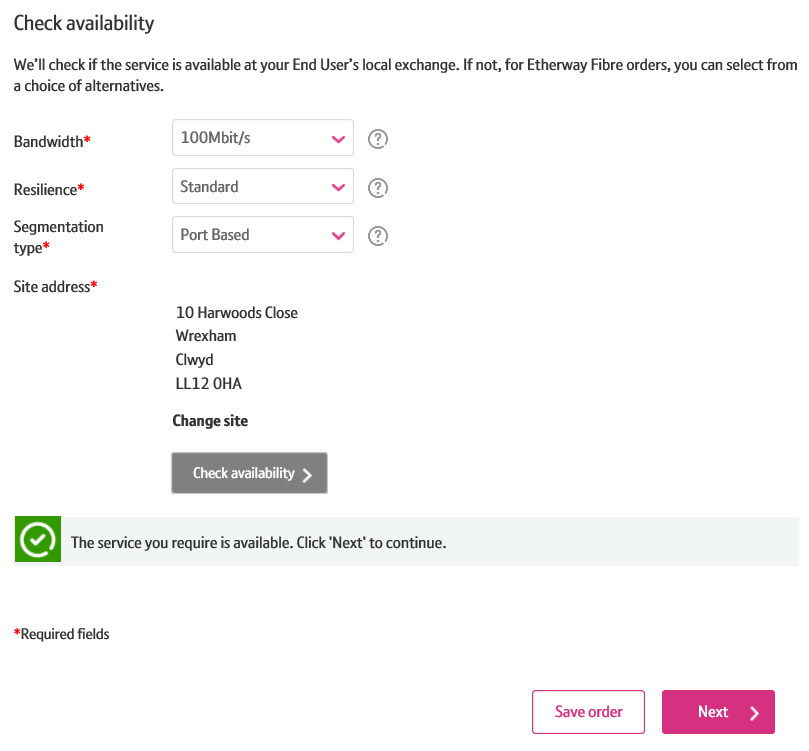 Check availability
We'll check if the service is available at your End User's local exchange. If not, for Etherway Fibre orders, you can select from
a choice of alternatives.
Bandwidth* 100Mbit/s ?
Resilience* Standard ?
Segmentation
type* Port Based ?
Site address*
10 Harwoods Close
Wrexham
Clwyd
LL12 0HA
Change site
Check availability
The service you require is available. Click 'Next' to continue.
*Required fields
Save order Next